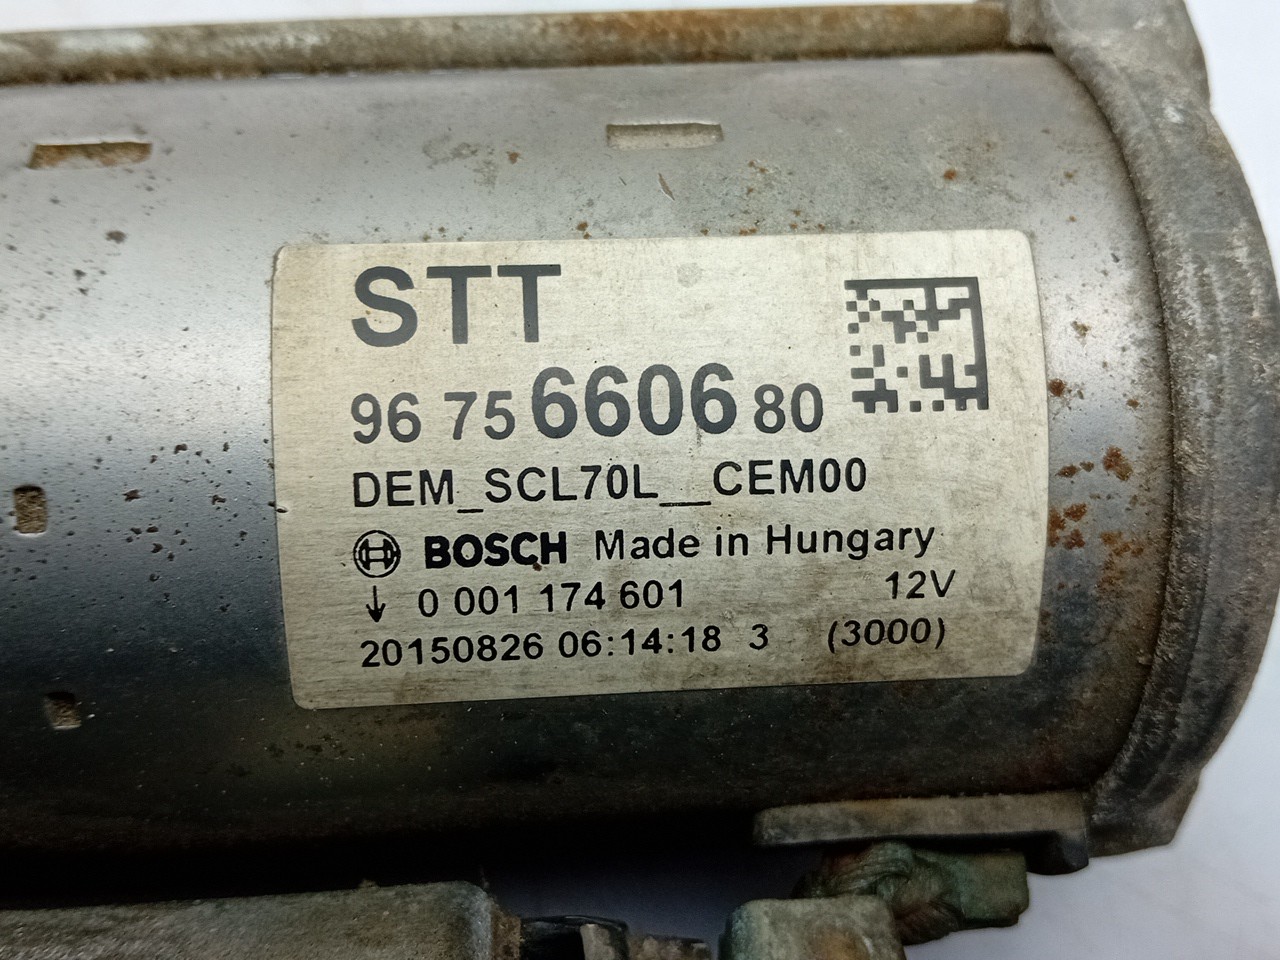 STT
96 75 6606 80
DEM_SCL70L__CEM00
BOSCH Made in Hungary
↓ 0 001 174 601 12V
20150826 06:14:18 3 (3000)